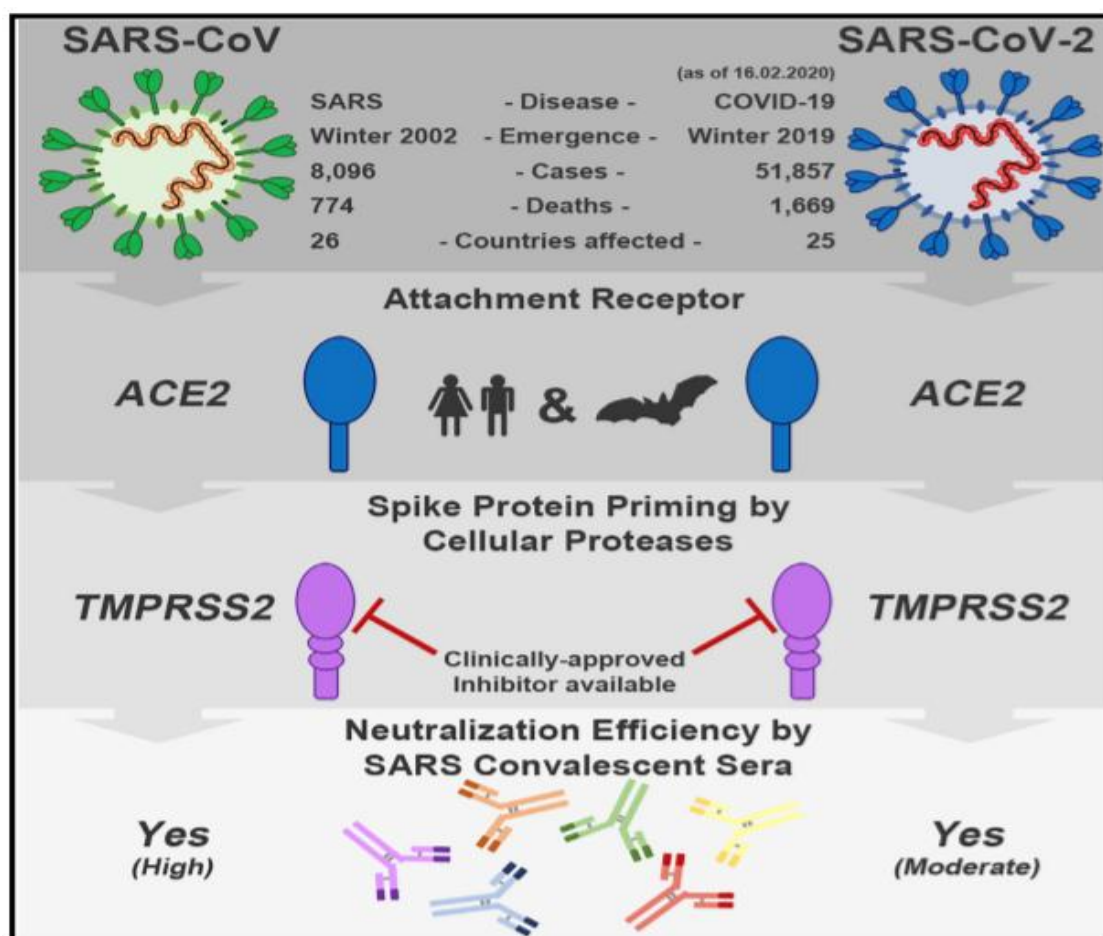 SARS-CoV SARS-CoV-2
(as of 16.02.2020)
SARS - Disease - COVID-19
Winter 2002 - Emergence - Winter 2019
8,096 - Cases - 51,857
774 - Deaths - 1,669
26 - Countries affected - 25
Attachment Receptor
ACE2 & ACE2
Spike Protein Priming by
Cellular Proteases
TMPRSS2 TMPRSS2
Clinically-approved
Inhibitor available
Neutralization Efficiency by
SARS Convalescent Sera
Yes Yes
(High) (Moderate)